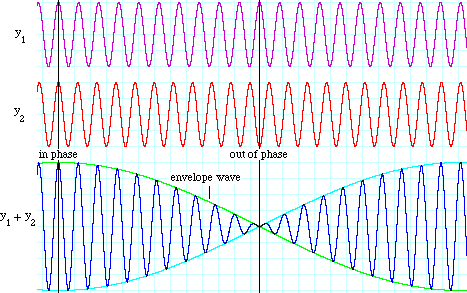 y1
y2
in phase
out of phase
envelope wave
y1 + y2